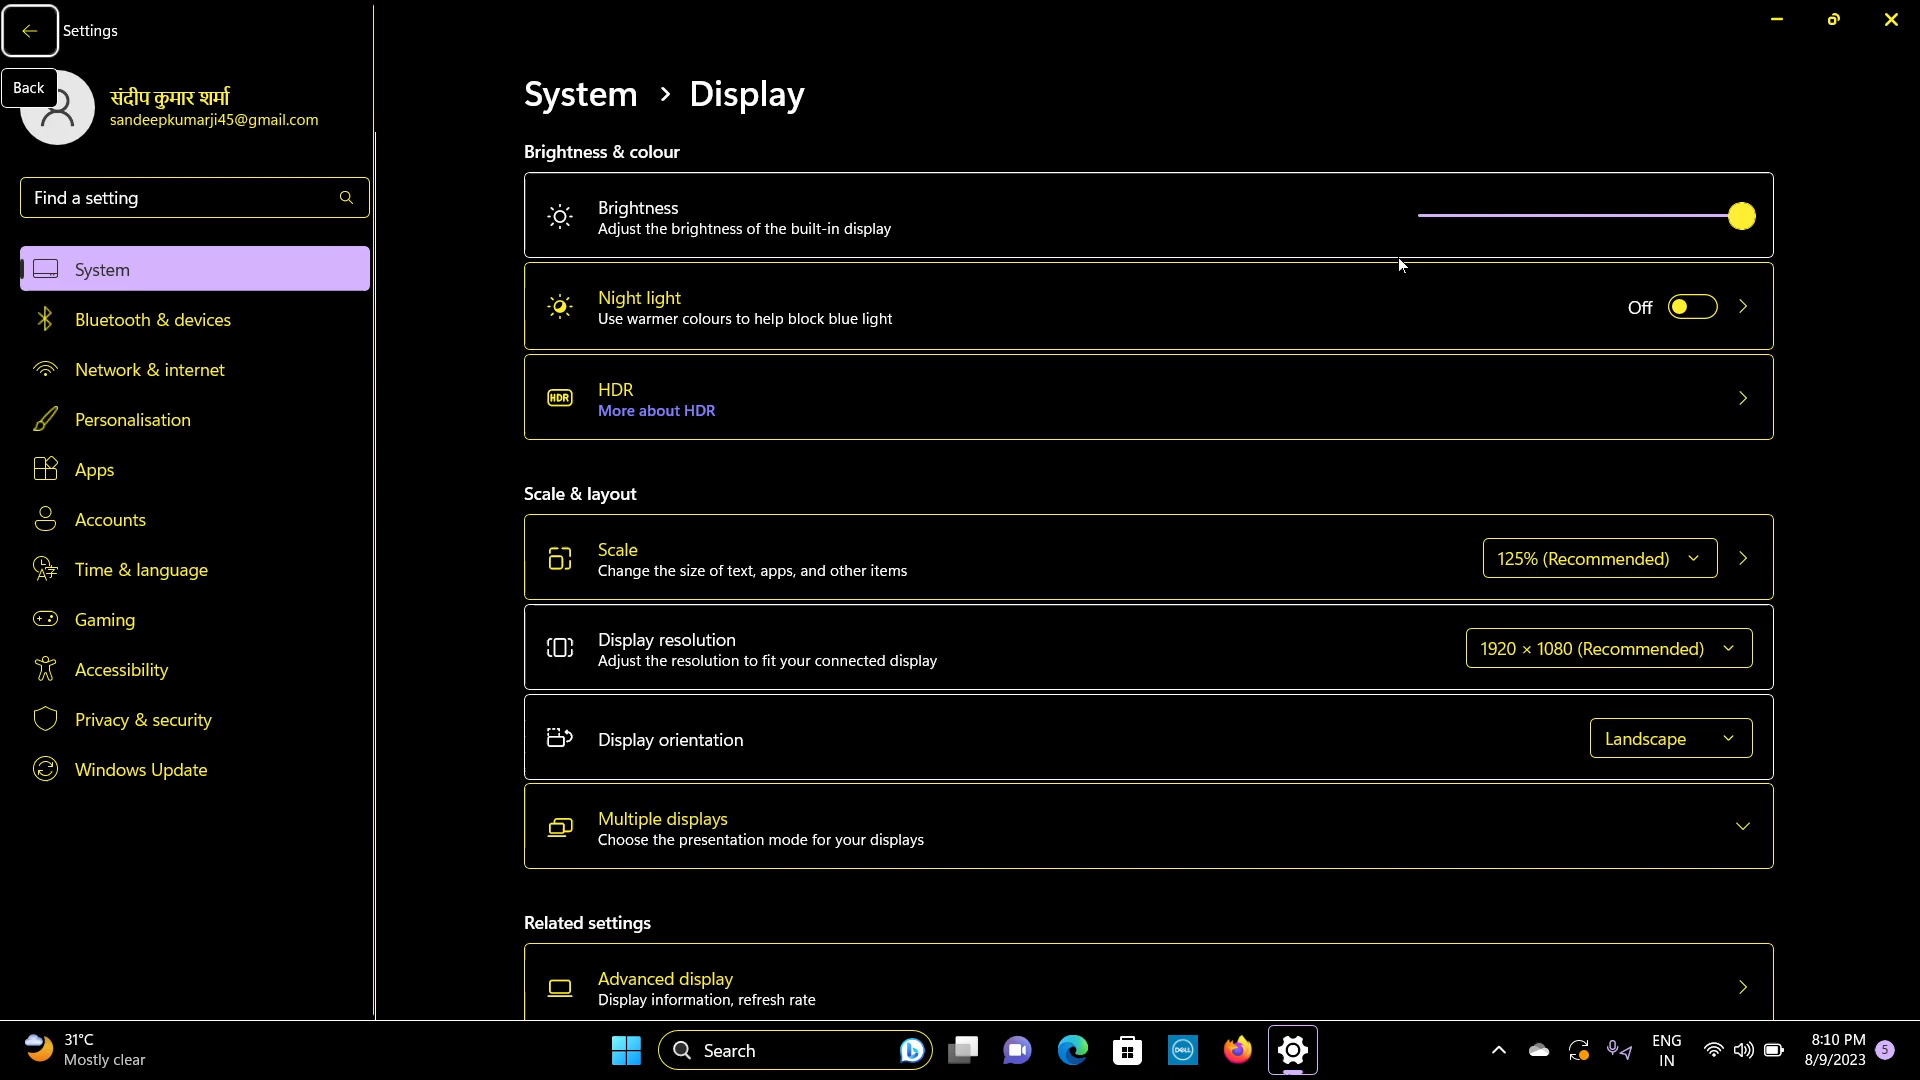 Settings
Back
संदीप कुमार शर्मा
sandeepkumarji45@gmail.com
Find a setting
System
Bluetooth & devices
Network & internet
Personalisation
Apps
Accounts
Time & language
Gaming
Accessibility
Privacy & security
Windows Update
System > Display
Brightness & colour
Brightness
Adjust the brightness of the built-in display
Night light
Use warmer colours to help block blue light
Off
HDR
HDR
More about HDR
Scale & layout
Scale
Change the size of text, apps, and other items
125% (Recommended)
Display resolution
Adjust the resolution to fit your connected display
1920 × 1080 (Recommended)
Display orientation
Landscape
Multiple displays
Choose the presentation mode for your displays
Related settings
Advanced display
Display information, refresh rate
31°C
Mostly clear
Search
DELL
ENG
IN
8:10 PM
8/9/2023
5